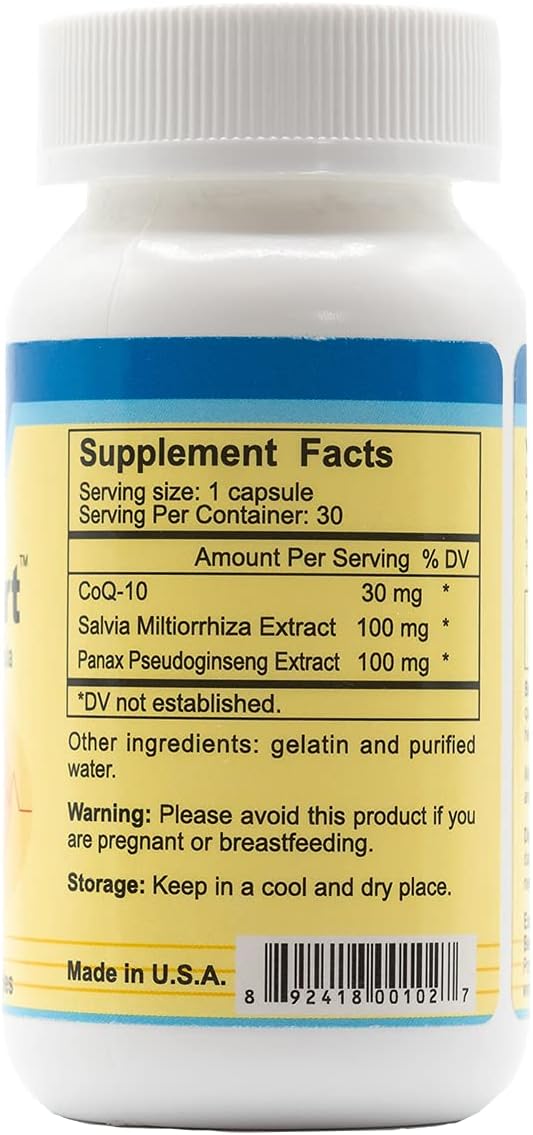 Supplement Facts
Serving size: 1 capsule
Serving Per Container: 30
Amount Per Serving % DV
CoQ-10 30 mg *
Salvia Miltiorrhiza Extract 100 mg *
Panax Pseudoginseng Extract 100 mg *
*DV not established.
Other ingredients: gelatin and purified
water.
Warning: Please avoid this product if you
are pregnant or breastfeeding.
Storage: Keep in a cool and dry place.
Made in U.S.A.
8 92418 00102 7